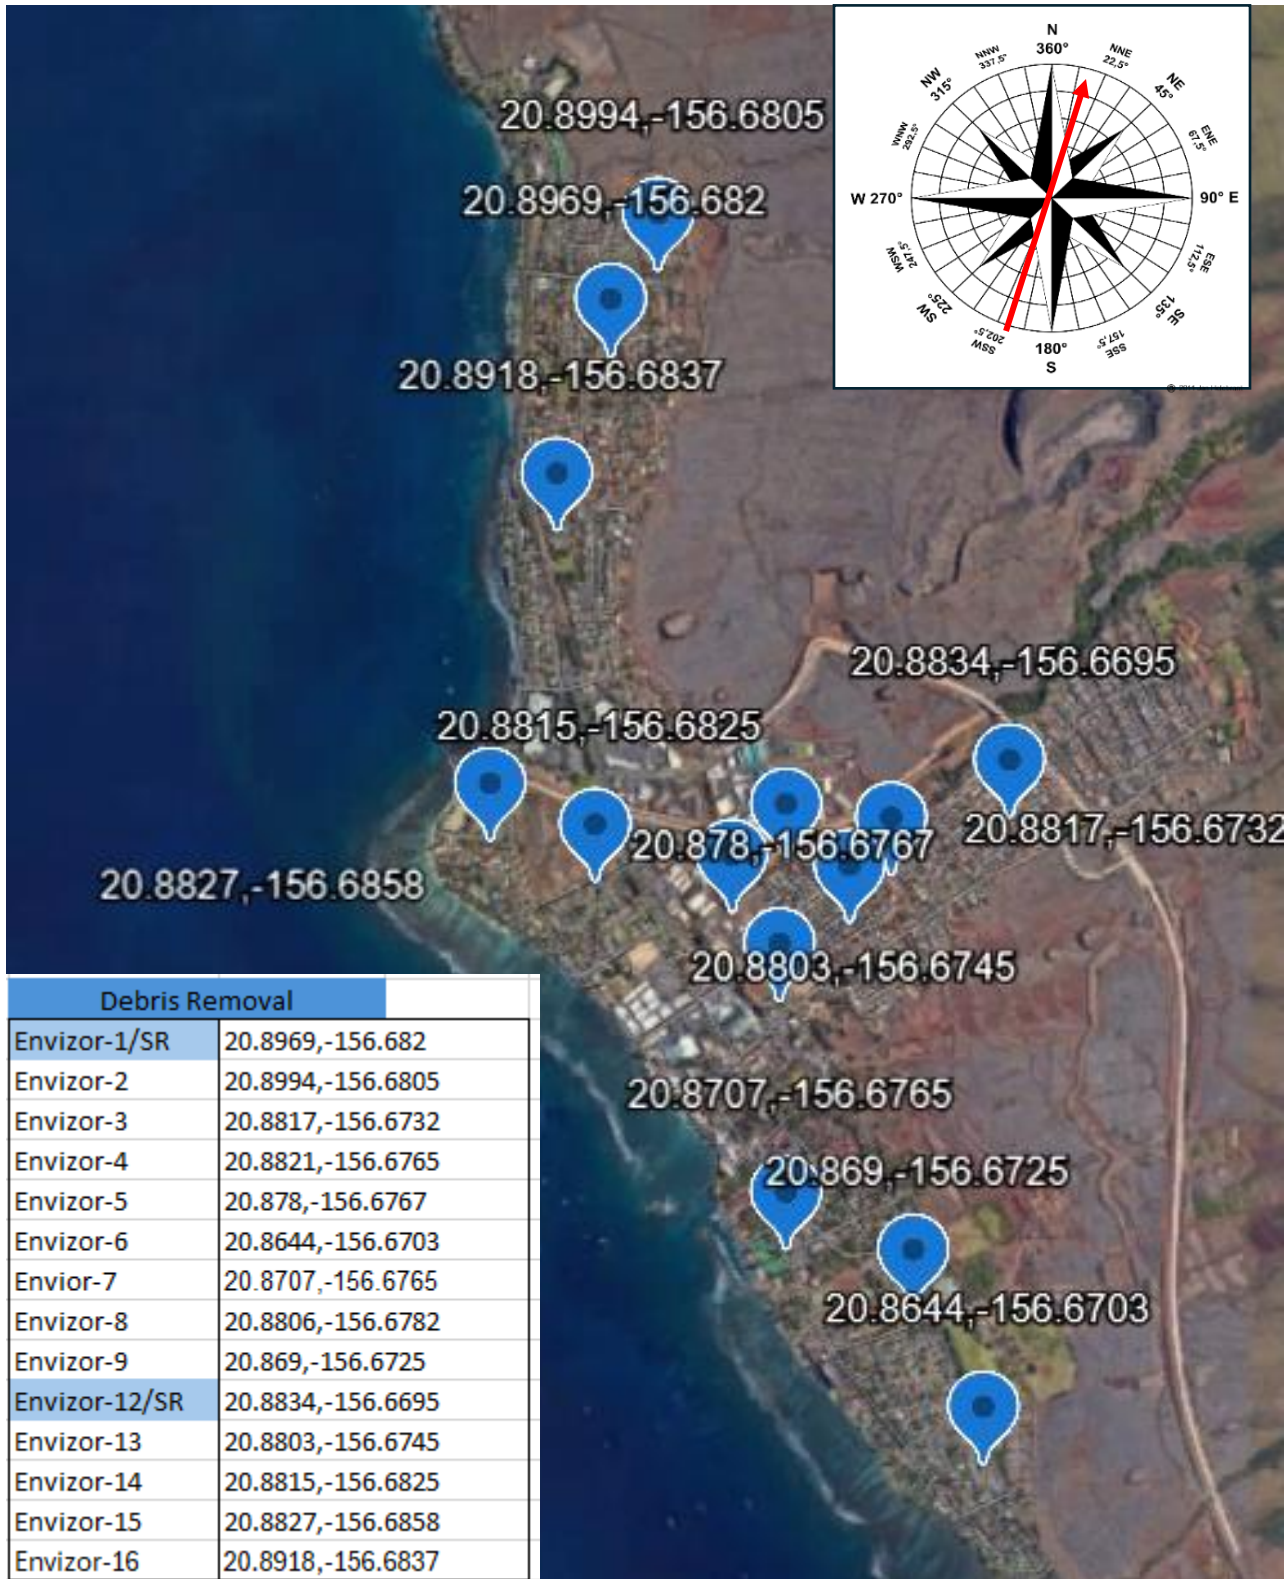 20.8994,-156.6805
20.8969,-156.682
20.8918,-156.6837
20.8834,-156.6695
20.8815,-156.6825
20.878,-156.6767
20.8817,-156.6732
20.8827,-156.6858
20.8803,-156.6745
20.8707,-156.6765
20.869,-156.6725
20.8644,-156.6703
N
360°
NNW
337,5°
NNE
22,5°
NW
315°
NE
45°
WNW
292,5°
ENE
67,5°
W 270°
90° E
WSW
247,5°
112,5°
ESE
SW
225°
135°
SE
SSW
202,5°
157,5°
SSE
180°
S
Debris Removal
Envizor-1/SR 20.8969,-156.682
Envizor-2 20.8994,-156.6805
Envizor-3 20.8817,-156.6732
Envizor-4 20.8821,-156.6765
Envizor-5 20.878,-156.6767
Envizor-6 20.8644,-156.6703
Envior-7 20.8707,-156.6765
Envizor-8 20.8806,-156.6782
Envizor-9 20.869,-156.6725
Envizor-12/SR 20.8834,-156.6695
Envizor-13 20.8803,-156.6745
Envizor-14 20.8815,-156.6825
Envizor-15 20.8827,-156.6858
Envizor-16 20.8918,-156.6837